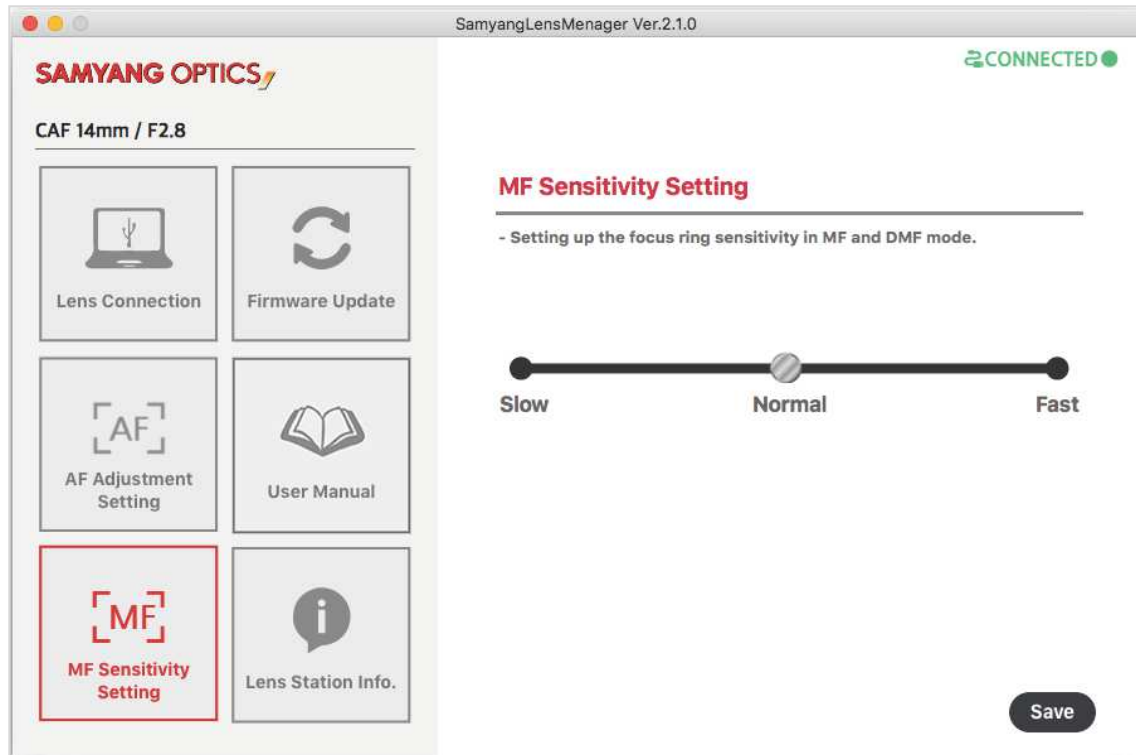 SamyangLensMenager Ver.2.1.0
SAMYANG OPTICS
CONNECTED
CAF 14mm / F2.8
Lens Connection
Firmware Update
AF
AF Adjustment
Setting
User Manual
MF
MF Sensitivity
Setting
i
Lens Station Info.
MF Sensitivity Setting
- Setting up the focus ring sensitivity in MF and DMF mode.
Slow Normal Fast
Save